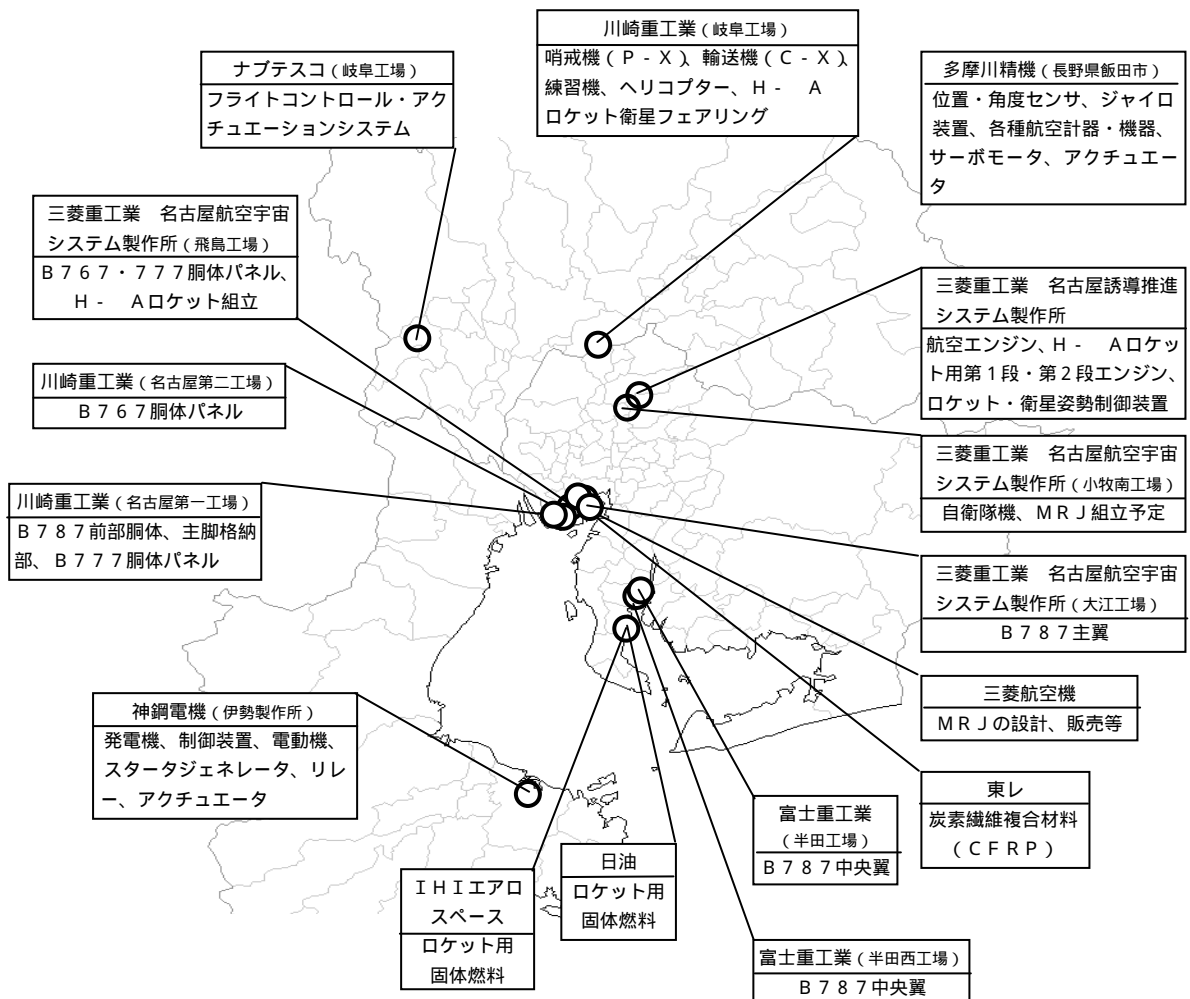 川崎重工業（岐阜工場）
哨戒機（Ｐ‐Ｘ）、輸送機（Ｃ‐Ｘ）、
練習機、ヘリコプター、Ｈ‐　Ａ
ロケット衛星フェアリング
ナブテスコ（岐阜工場）
フライトコントロール・アク
チュエーションシステム
多摩川精機（長野県飯田市）
位置・角度センサ、ジャイロ
装置、各種航空計器・機器、
サーボモータ、アクチュエー
タ
三菱重工業　名古屋航空宇宙
システム製作所（飛島工場）
Ｂ７６７・７７７胴体パネル、
Ｈ‐　Ａロケット組立
三菱重工業　名古屋誘導推進
システム製作所
航空エンジン、Ｈ‐　Ａロケッ
ト用第１段・第２段エンジン、
ロケット・衛星姿勢制御装置
川崎重工業（名古屋第二工場）
Ｂ７６７胴体パネル
三菱重工業　名古屋航空宇宙
システム製作所（小牧南工場）
自衛隊機、ＭＲＪ組立予定
川崎重工業（名古屋第一工場）
Ｂ７８７前部胴体、主脚格納
部、Ｂ７７７胴体パネル
三菱重工業　名古屋航空宇宙
システム製作所（大江工場）
Ｂ７８７主翼
三菱航空機
ＭＲＪの設計、販売等
神鋼電機（伊勢製作所）
発電機、制御装置、電動機、
スタータジェネレータ、リレ
ー、アクチュエータ
東レ
炭素繊維複合材料
（ＣＦＲＰ）
富士重工業
（半田工場）
Ｂ７８７中央翼
日油
ロケット用
固体燃料
ＩＨＩエアロ
スペース
ロケット用
固体燃料
富士重工業（半田西工場）
Ｂ７８７中央翼